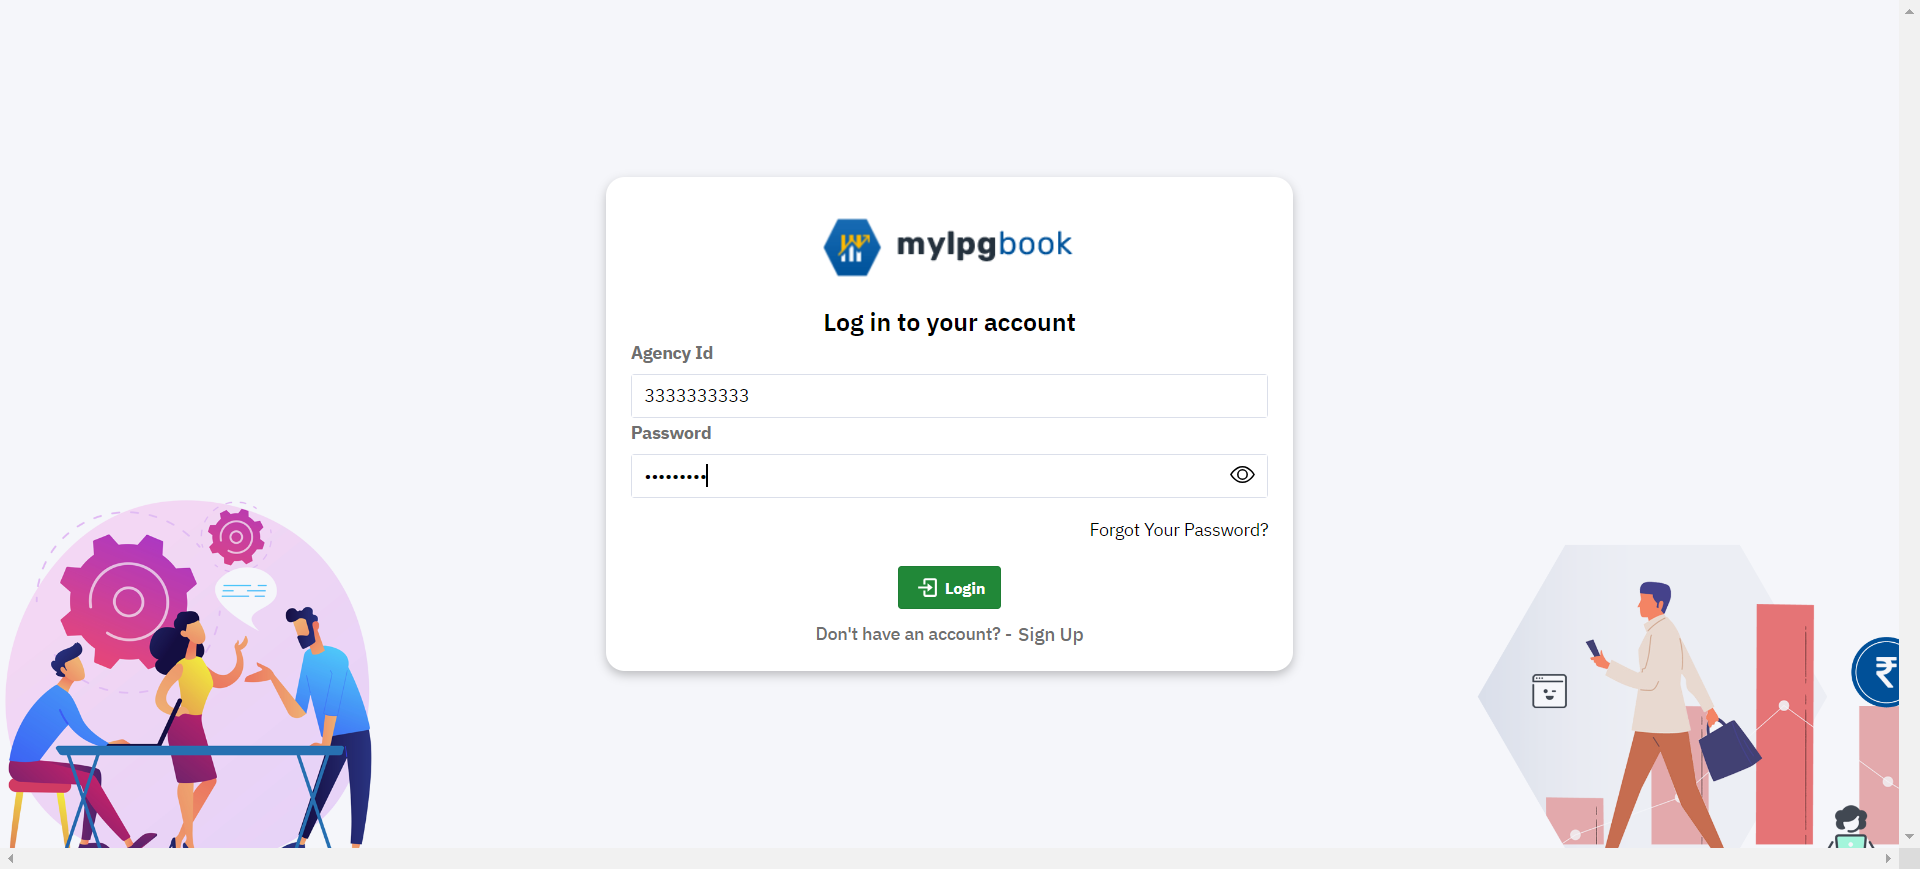 mylpgbook
Log in to your account
Agency Id
3333333333
Password
•••••••••
Forgot Your Password?
Login
Don't have an account? - Sign Up
₹